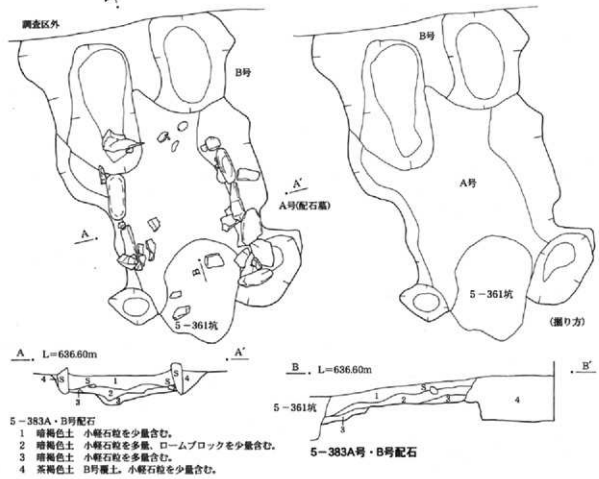 調査区外
B号
B号
A'
A号(配石墓)
A号
A
B
5-361坑
5-361坑
(掘り方)
A L=636.60m A'
B L=636.60m B'
4 S S 1 2 3 3 S S 4
5-361坑 1 2 2 3 S 4
5-383A・B号配石
1 暗褐色土 小軽石粒を少量含む。
2 暗褐色土 小軽石粒を多量、ロームブロックを少量含む。
3 暗褐色土 小軽石粒を多量含む。
4 茶褐色土 B号覆土。小軽石粒を少量含む。
5-383A号・B号配石